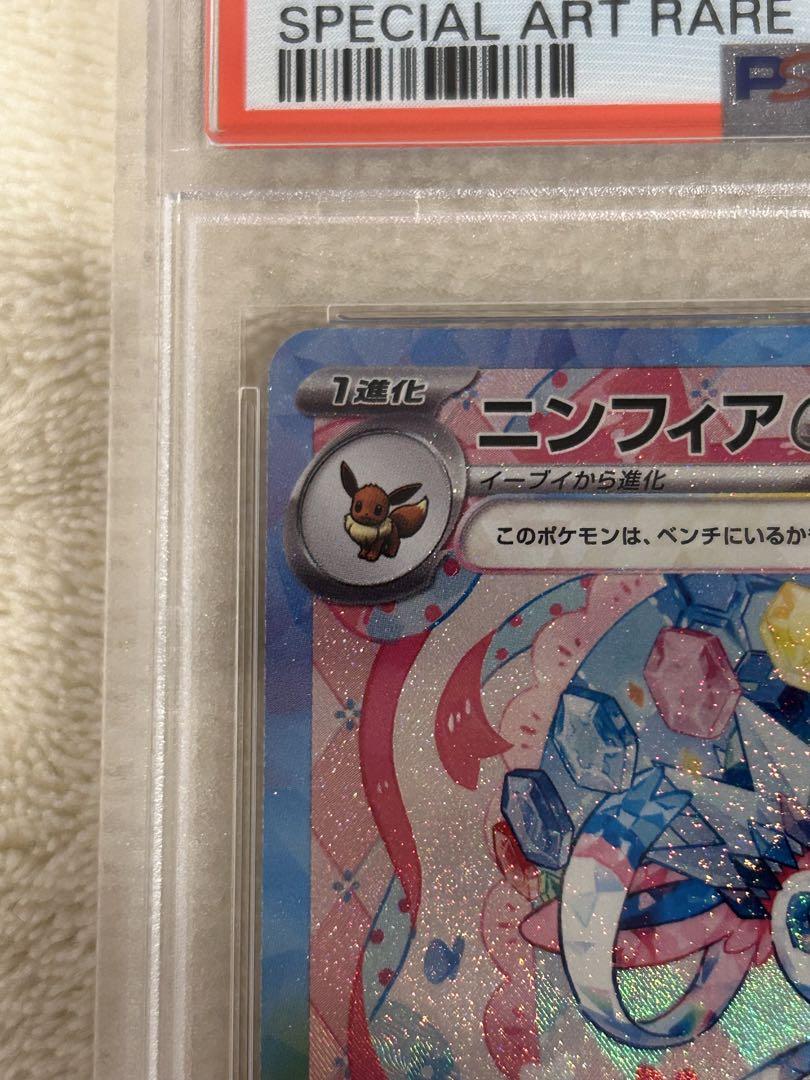 SPECIAL ART RARE
PS
1進化
ニンフィア
イーブイから進化
このポケモンは、ベンチにいるか